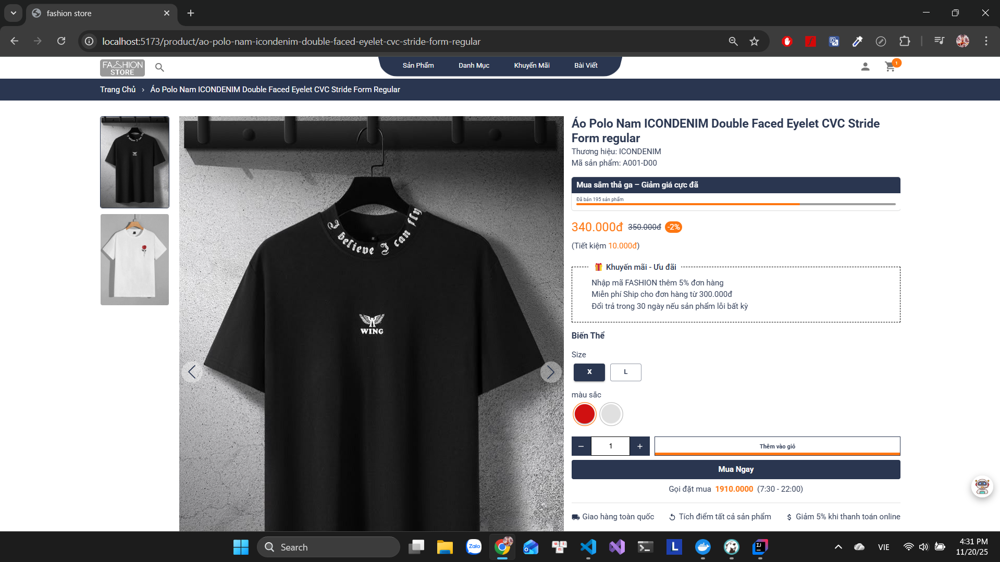 fashion store
localhost:5173/product/ao-polo-nam-icondenim-double-faced-eyelet-cvc-stride-form-regular
FASHION
STORE
Sản Phẩm
Danh Mục
Khuyến Mãi
Bài Viết
1
Trang Chủ › Áo Polo Nam ICONDENIM Double Faced Eyelet CVC Stride Form Regular
I believe I can fly
M
WING
Áo Polo Nam ICONDENIM Double Faced Eyelet CVC Stride
Form regular
Thương hiệu: ICONDENIM
Mã sản phẩm: A001-D00
Mua sắm thả ga – Giảm giá cực đã
Đã bán 195 sản phẩm
340.000đ 350.000đ -2%
(Tiết kiệm 10.000đ)
Khuyến mãi - Ưu đãi
Nhập mã FASHION thêm 5% đơn hàng
Miễn phí Ship cho đơn hàng từ 300.000đ
Đổi trả trong 30 ngày nếu sản phẩm lỗi bất kỳ
Biến Thể
Size
X
L
màu sắc
− 1 +
Thêm vào giỏ
Mua Ngay
Gọi đặt mua 1910.0000 (7:30 - 22:00)
Giao hàng toàn quốc
Tích điểm tất cả sản phẩm
Giảm 5% khi thanh toán online
Search
Zalo
L
IJ
VIE
4:31 PM
11/20/25